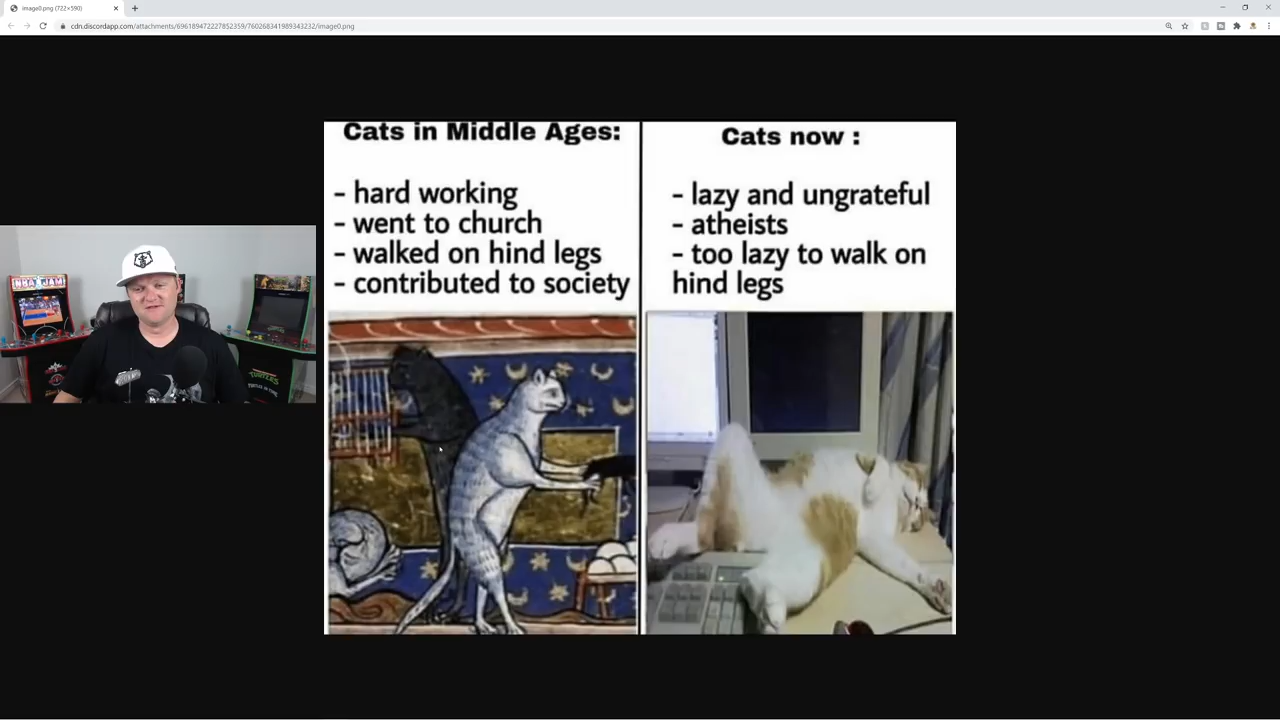 image0.png (722×590)
cdn.discordapp.com/attachments/696189472227852359/760268341989343232/image0.png
Cats in Middle Ages:
- hard working
- went to church
- walked on hind legs
- contributed to society
Cats now :
- lazy and ungrateful
- atheists
- too lazy to walk on
hind legs
NBA JAM